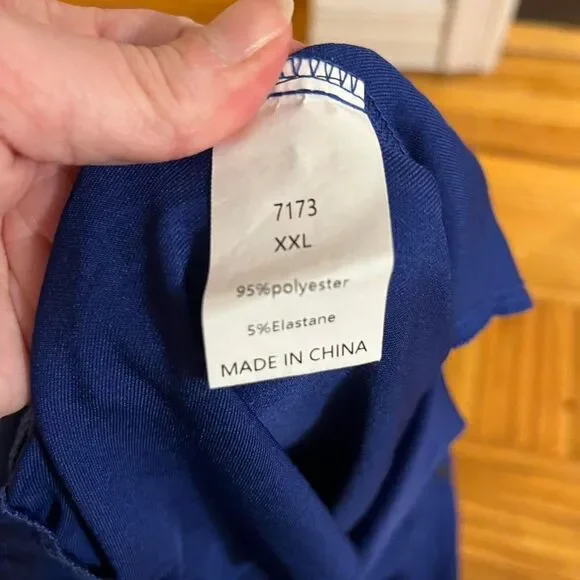 7173
XXL
95%polyester
5%Elastane
MADE IN CHINA